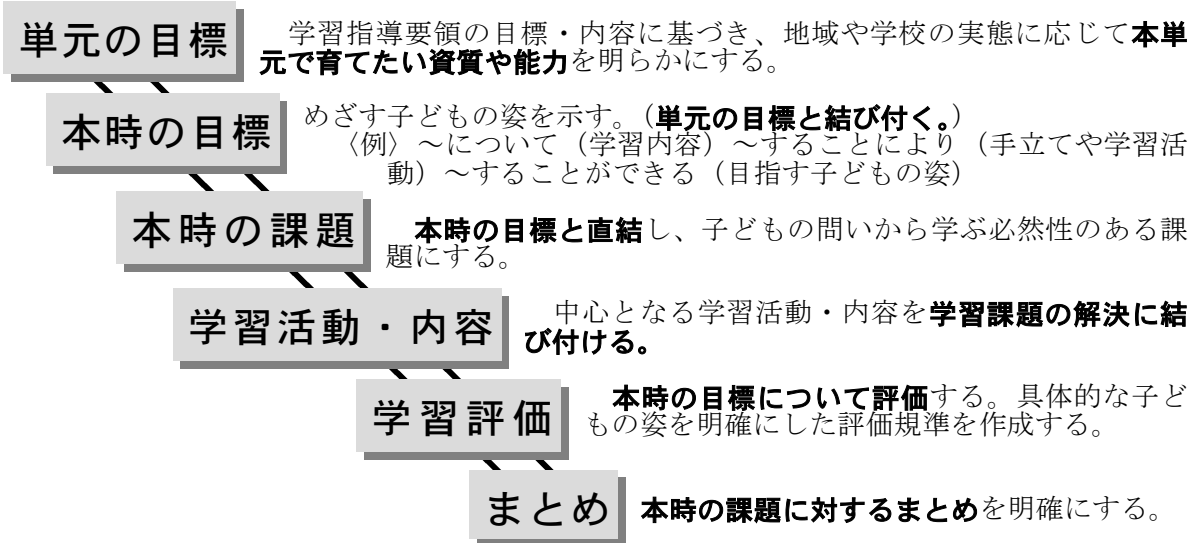 単元の目標
学習指導要領の目標・内容に基づき、地域や学校の実態に応じて本単
元で育てたい資質や能力を明らかにする。
本時の目標
めざす子どもの姿を示す。（単元の目標と結び付く。）
〈例〉～について（学習内容）～することにより（手立てや学習活
動）～することができる（目指す子どもの姿）
本時の課題
本時の目標と直結し、子どもの問いから学ぶ必然性のある課
題にする。
学習活動・内容
中心となる学習活動・内容を学習課題の解決に結
び付ける。
学習評価
本時の目標について評価する。具体的な子ど
もの姿を明確にした評価規準を作成する。
まとめ
本時の課題に対するまとめを明確にする。